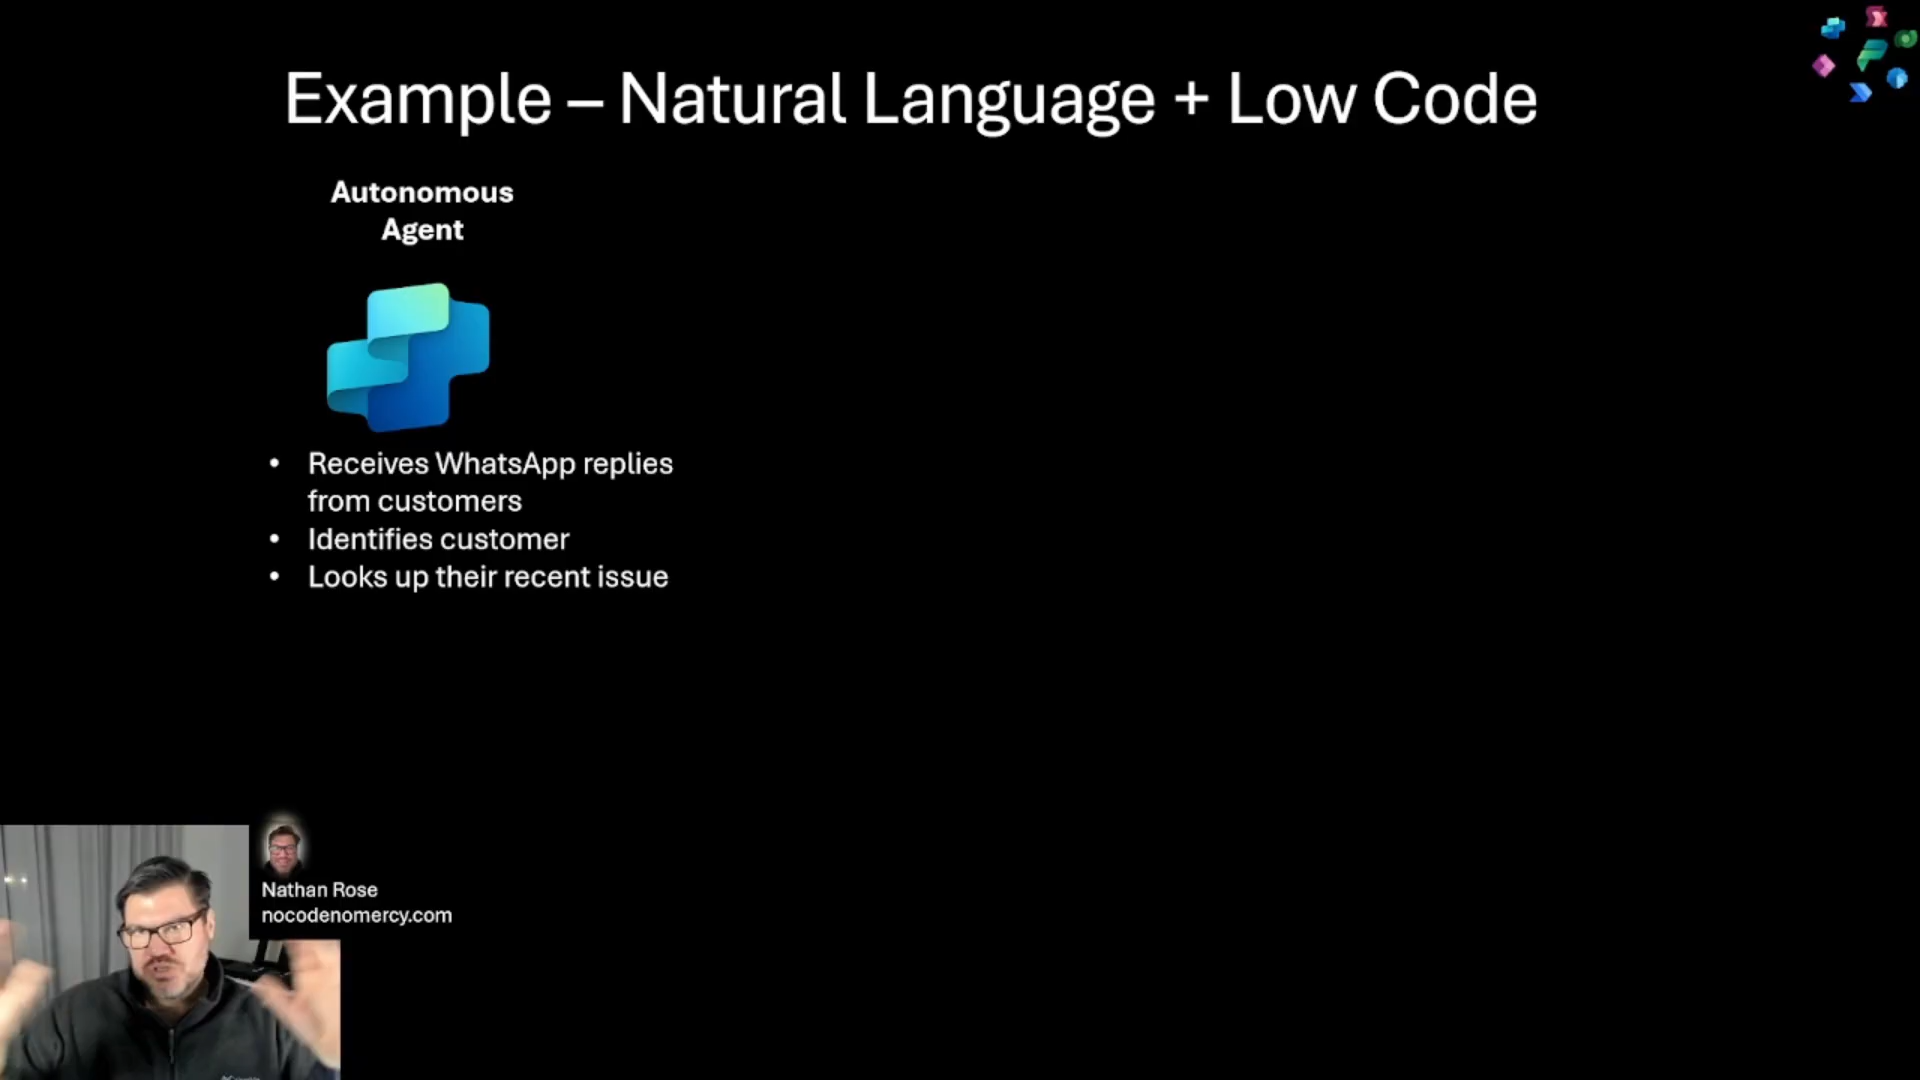 Example – Natural Language + Low Code
Autonomous
Agent
• Receives WhatsApp replies
from customers
• Identifies customer
• Looks up their recent issue
Nathan Rose
nocodenomercy.com